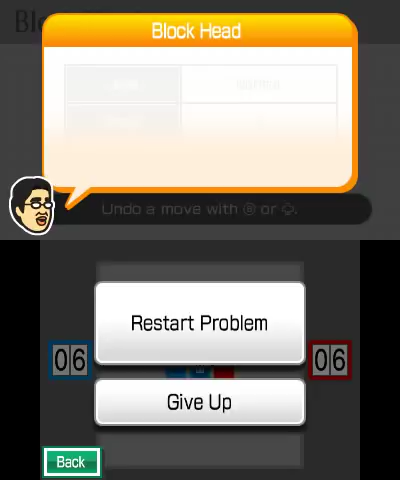 Block Head
Undo a move with Ⓑ or ✚.
Restart Problem
06
06
Give Up
Back